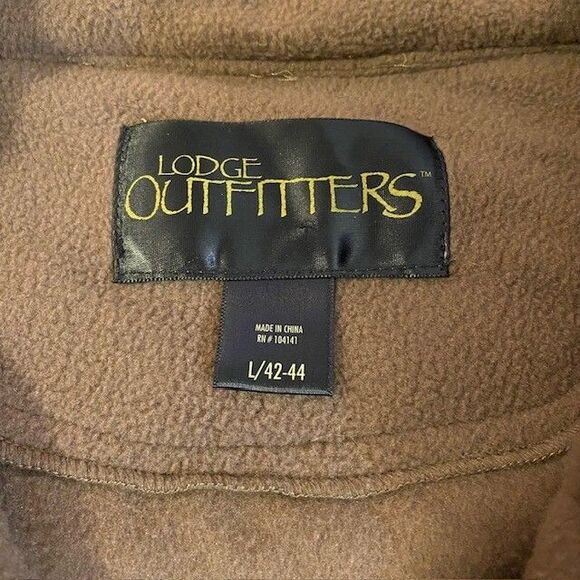 LODGE
OUTFITTERS™
MADE IN CHINA
RN # 104141
L/42-44